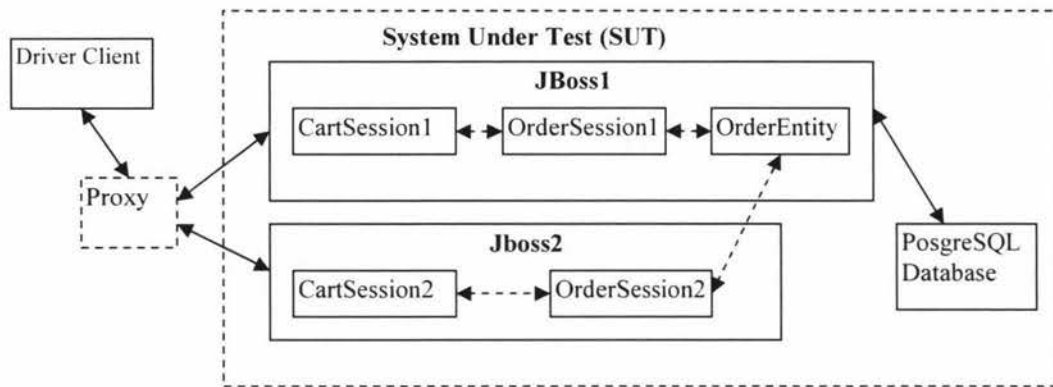 System Under Test (SUT)
Driver Client
JBoss1
CartSession1
OrderSession1
OrderEntity
Proxy
Jboss2
CartSession2
OrderSession2
PosgreSQL
Database